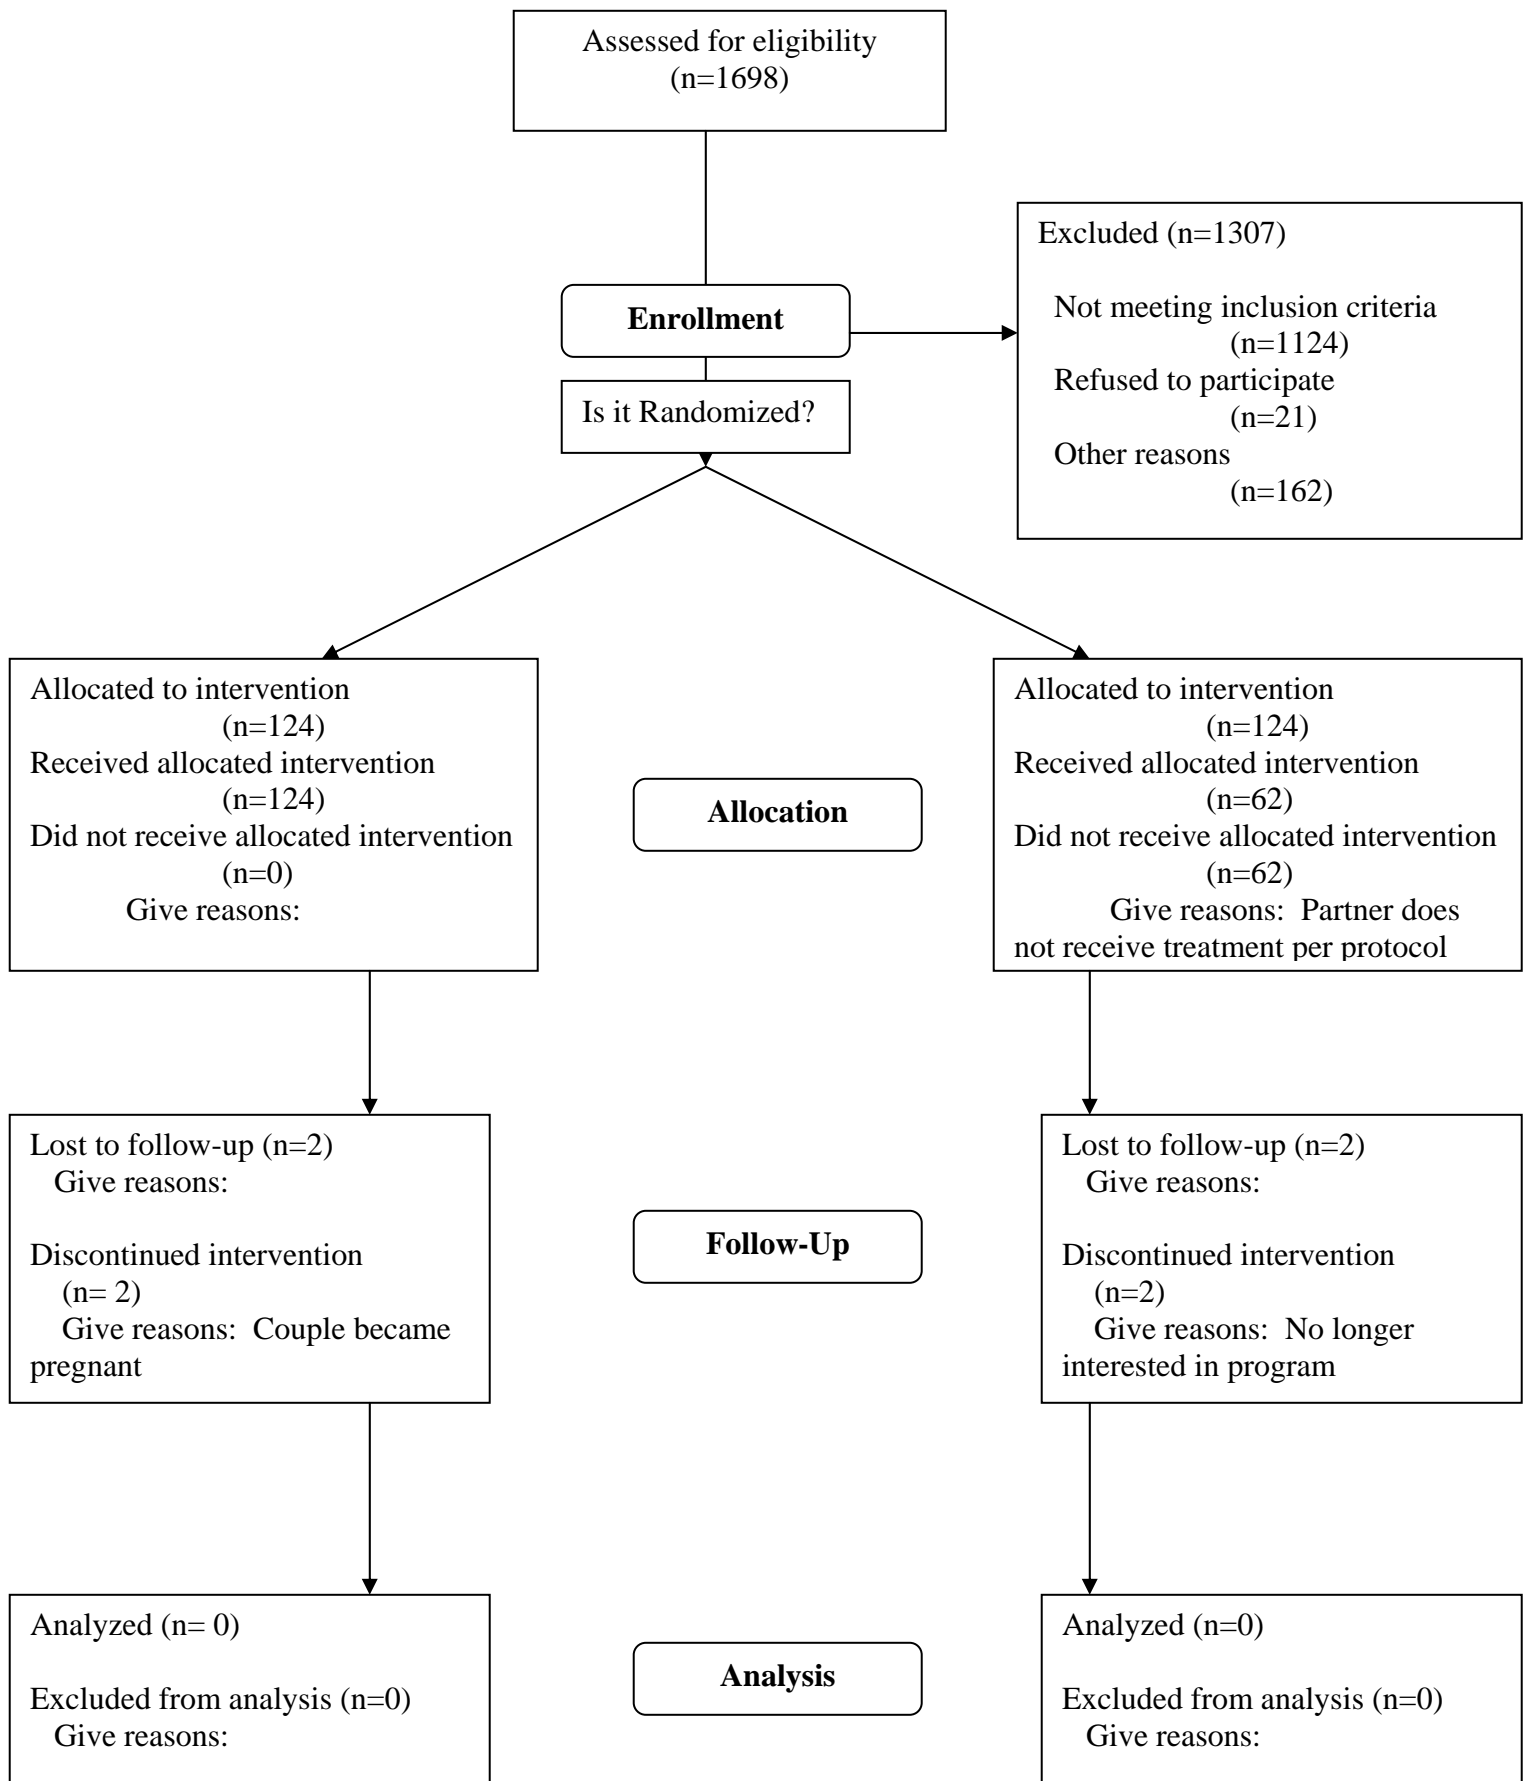 Assessed for eligibility
(n=1698)
Excluded (n=1307)
Not meeting inclusion criteria
(n=1124)
Refused to participate
(n=21)
Other reasons
(n=162)
Enrollment
Is it Randomized?
Allocated to intervention
(n=124)
Received allocated intervention
(n=124)
Did not receive allocated intervention
(n=0)
Give reasons:
Allocation
Allocated to intervention
(n=124)
Received allocated intervention
(n=62)
Did not receive allocated intervention
(n=62)
Give reasons:  Partner does
not receive treatment per protocol
Lost to follow-up (n=2)
Give reasons:
Discontinued intervention
(n= 2)
Give reasons:  Couple became
pregnant
Follow-Up
Lost to follow-up (n=2)
Give reasons:
Discontinued intervention
(n=2)
Give reasons:  No longer
interested in program
Analyzed (n= 0)
Excluded from analysis (n=0)
Give reasons:
Analysis
Analyzed (n=0)
Excluded from analysis (n=0)
Give reasons: